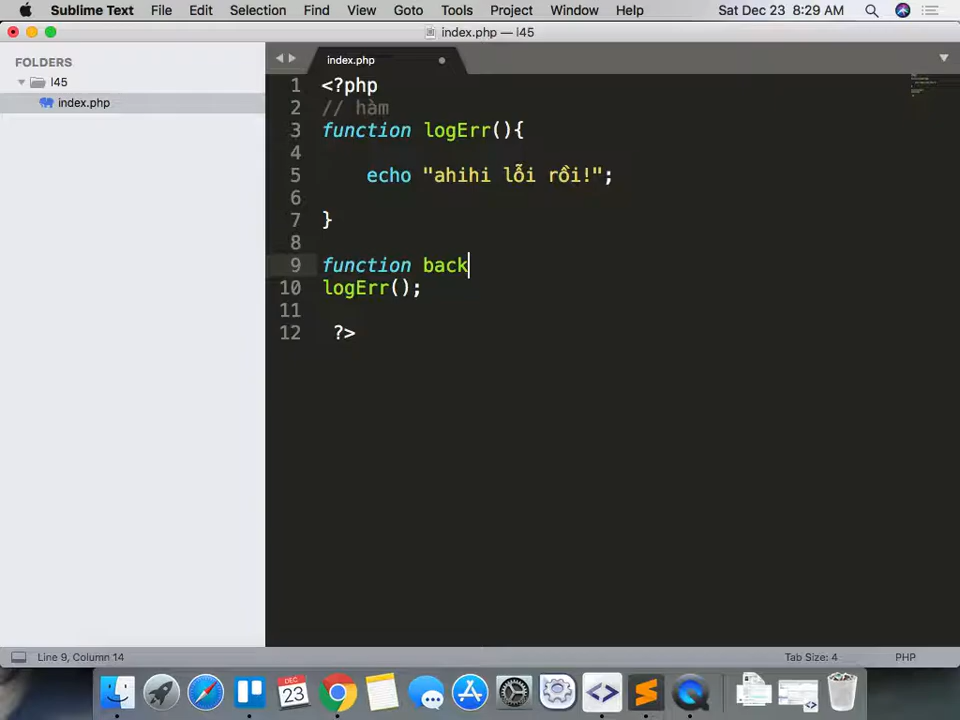 Sublime Text File Edit Selection Find View Goto Tools Project Window Help Sat Dec 23 8:29 AM
index.php — l45
FOLDERS
l45
index.php
index.php
1 <?php
2 // hàm
3 function logErr(){
4
5 echo "ahihi lỗi rồi!";
6
7 }
8
9 function back
10 logErr();
11
12 ?>
Line 9, Column 14
Tab Size: 4
PHP
DEC
23